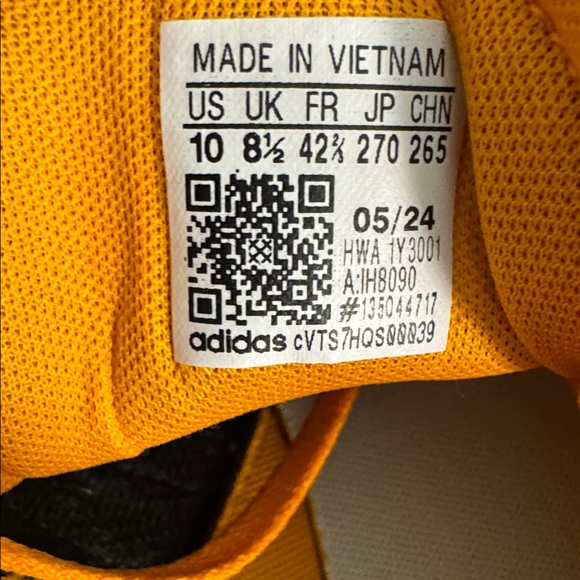 MADE IN VIETNAM
US UK FR JP CHN
10 8½ 42⅔ 270 265
05/24
HWA 1Y3001
A:IH8090
#135044717
adidas cVTS7HQS00039